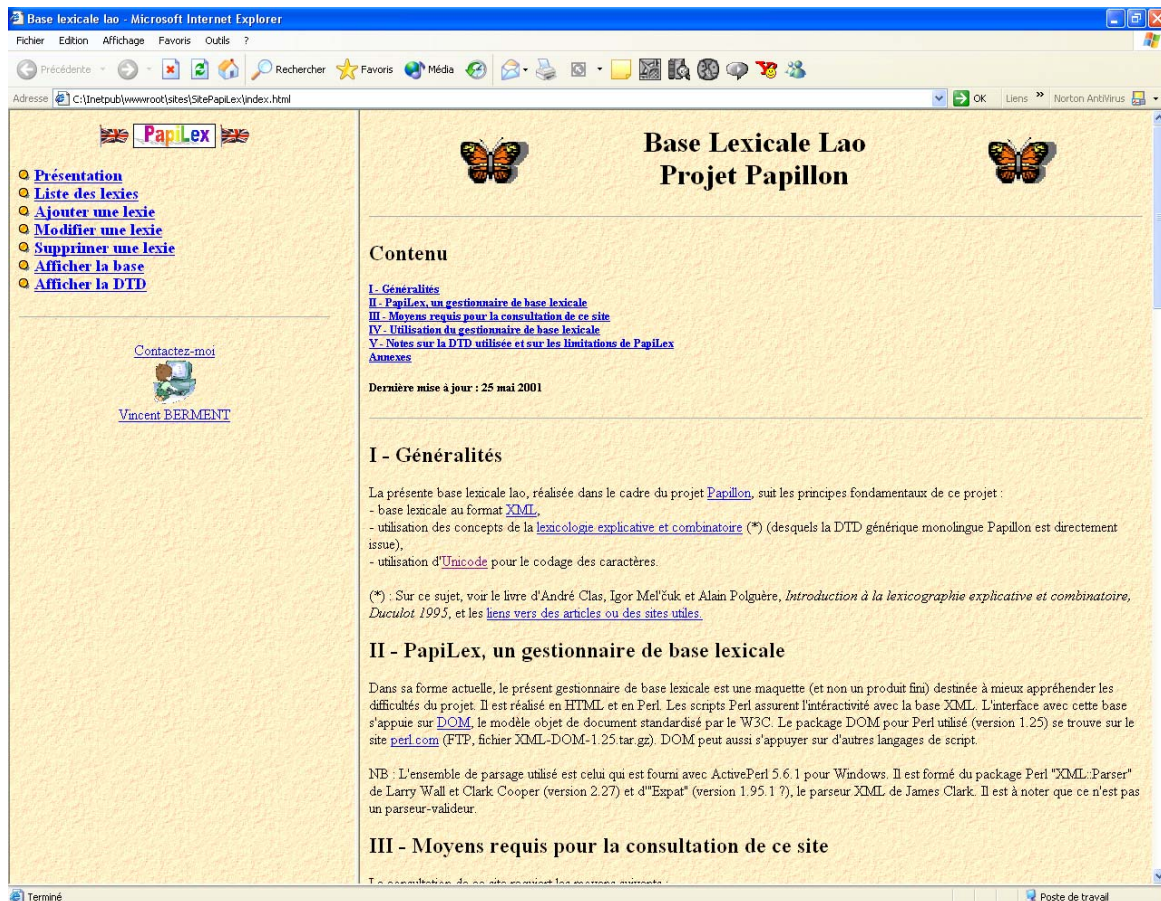 Base lexicale lao - Microsoft Internet Explorer
Fichier Edition Affichage Favoris Outils ?
Précédente Rechercher Favoris Média
Adresse C:\Inetpub\wwwroot\sites\SitePapiLex\index.html OK Liens » Norton AntiVirus
PapiLex
Présentation
Liste des lexies
Ajouter une lexie
Modifier une lexie
Supprimer une lexie
Afficher la base
Afficher la DTD
Contactez-moi
Vincent BERMENT
Base Lexicale Lao
Projet Papillon
Contenu
I - Généralités
II - PapiLex, un gestionnaire de base lexicale
III - Moyens requis pour la consultation de ce site
IV - Utilisation du gestionnaire de base lexicale
V - Notes sur la DTD utilisée et sur les limitations de PapiLex
Annexes
Dernière mise à jour : 25 mai 2001
I - Généralités
La présente base lexicale lao, réalisée dans le cadre du projet Papillon, suit les principes fondamentaux de ce projet :
- base lexicale au format XML,
- utilisation des concepts de la lexicologie explicative et combinatoire (*) (desquels la DTD générique monolingue Papillon est directement
issue),
- utilisation d'Unicode pour le codage des caractères.
(*) : Sur ce sujet, voir le livre d'André Clas, Igor Mel'čuk et Alain Polguère, Introduction à la lexicographie explicative et combinatoire,
Duculot 1995, et les liens vers des articles ou des sites utiles.
II - PapiLex, un gestionnaire de base lexicale
Dans sa forme actuelle, le présent gestionnaire de base lexicale est une maquette (et non un produit fini) destinée à mieux appréhender les
difficultés du projet. Il est réalisé en HTML et en Perl. Les scripts Perl assurent l'intéractivité avec la base XML. L'interface avec cette base
s'appuie sur DOM, le modèle objet de document standardisé par le W3C. Le package DOM pour Perl utilisé (version 1.25) se trouve sur le
site perl.com (FTP, fichier XML-DOM-1.25.tar.gz). DOM peut aussi s'appuyer sur d'autres langages de script.
NB : L'ensemble de parsage utilisé est celui qui est fourni avec ActivePerl 5.6.1 pour Windows. Il est formé du package Perl "XML::Parser"
de Larry Wall et Clark Cooper (version 2.27) et d'"Expat" (version 1.95.1 ?), le parseur XML de James Clark. Il est à noter que ce n'est pas
un parseur-valideur.
III - Moyens requis pour la consultation de ce site
La consultation de ce site requiert les moyens suivants :
Terminé Poste de travail